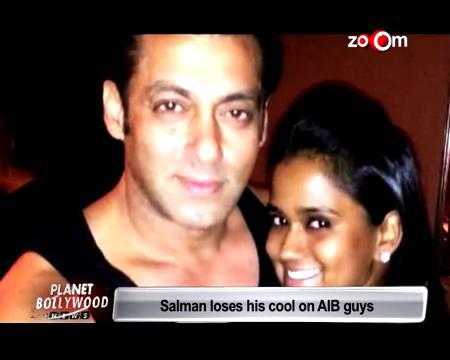 zoom
PLANET
BOLLYWOOD
NEWS
Salman loses his cool on AIB guys